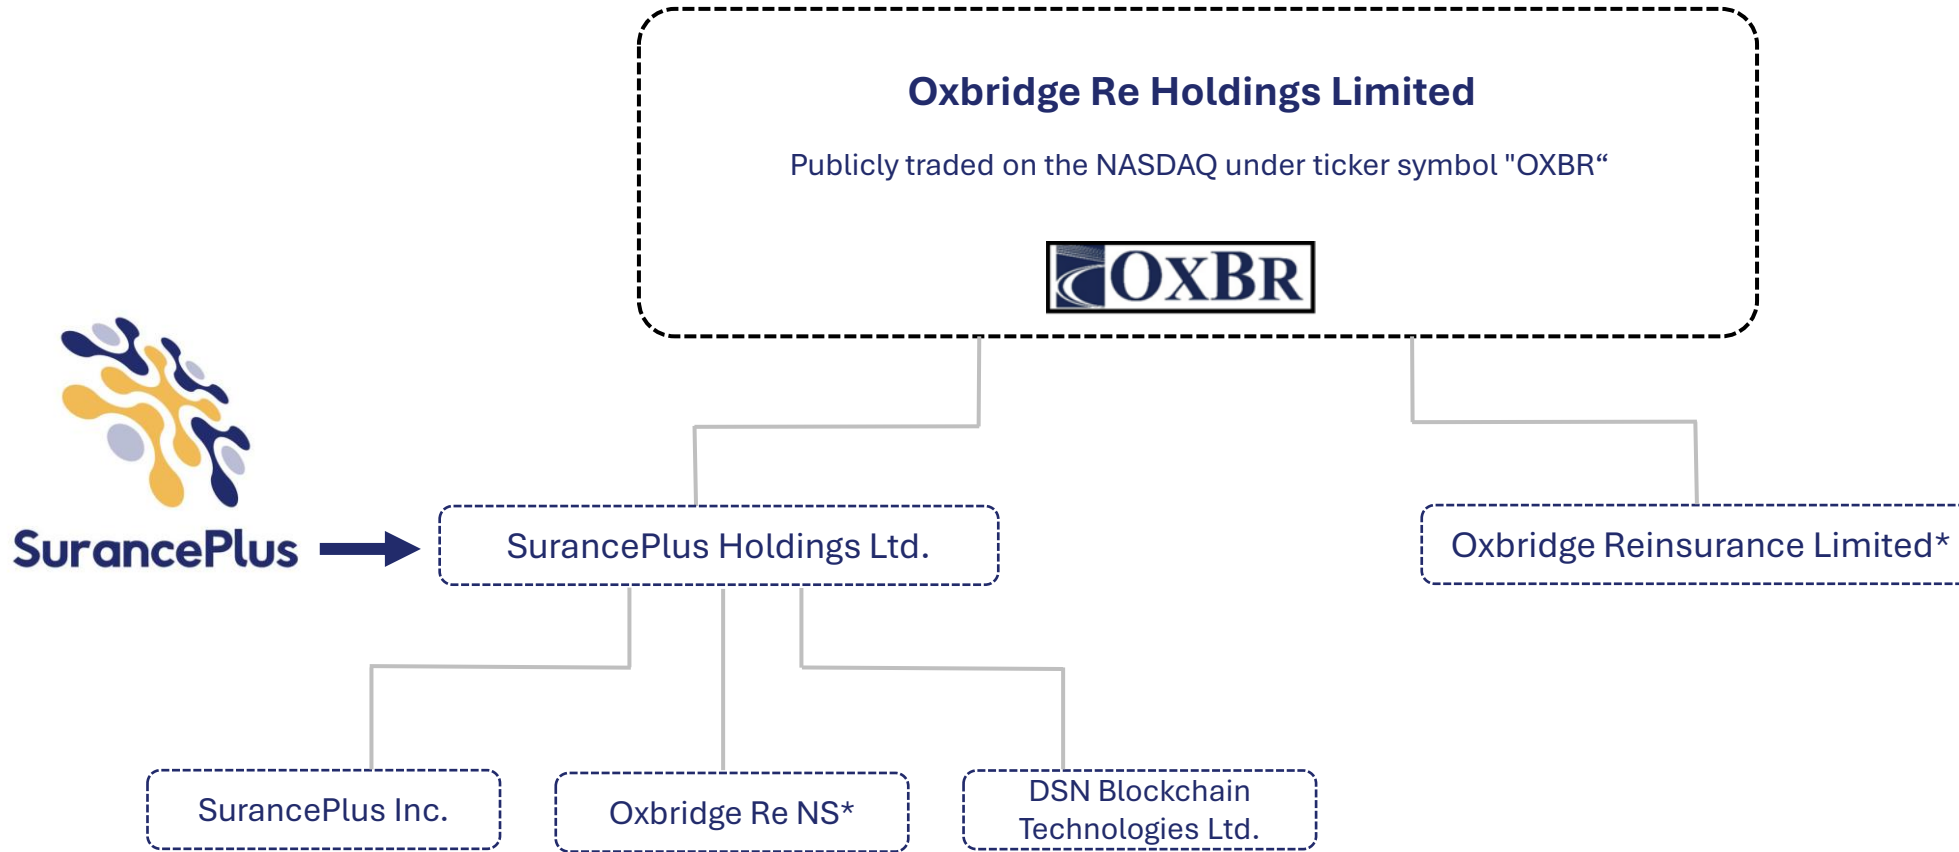 Oxbridge Re Holdings Limited
Publicly traded on the NASDAQ under ticker symbol "OXBR“
OXBR
SurancePlus
SurancePlus Holdings Ltd.
Oxbridge Reinsurance Limited*
SurancePlus Inc.
Oxbridge Re NS*
DSN Blockchain
Technologies Ltd.